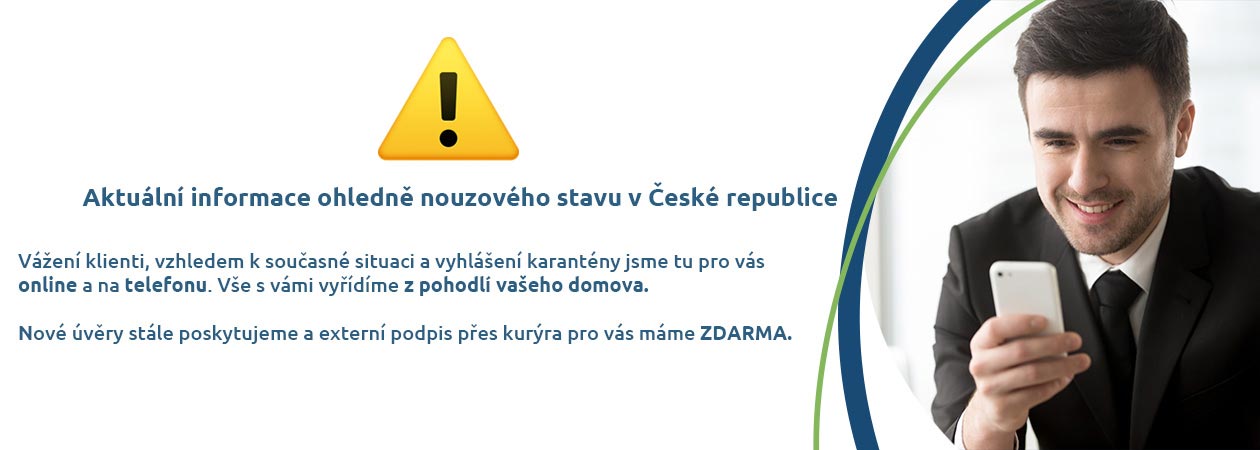 Aktuální informace ohledně nouzového stavu v České republice
Vážení klienti, vzhledem k současné situaci a vyhlášení karantény jsme tu pro vás
online a na telefonu. Vše s vámi vyřídíme z pohodlí vašeho domova.
Nové úvěry stále poskytujeme a externí podpis přes kurýra pro vás máme ZDARMA.